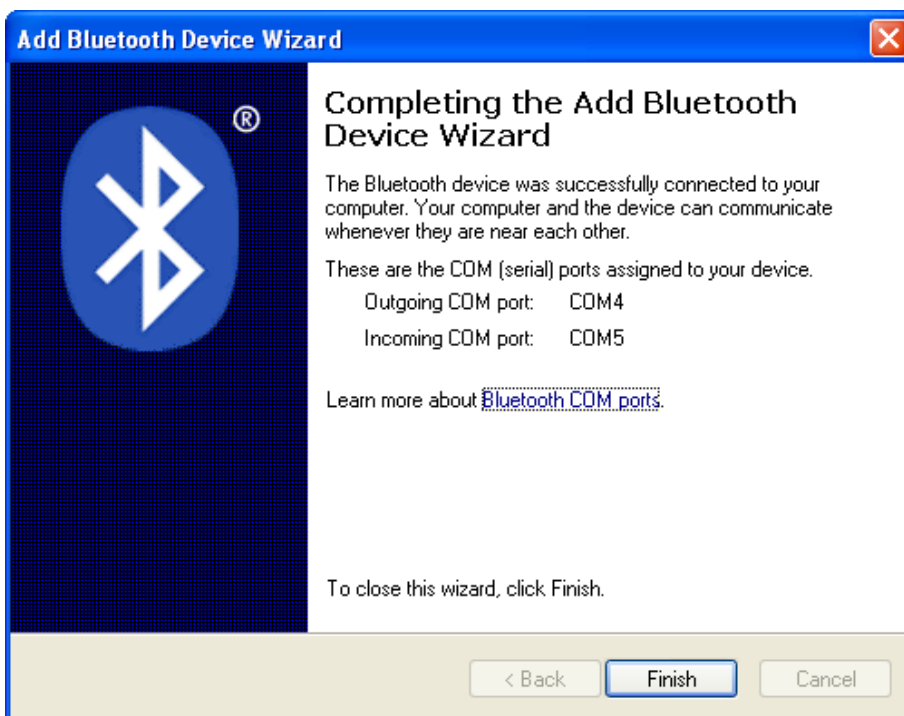 Add Bluetooth Device Wizard
®
Completing the Add Bluetooth
Device Wizard
The Bluetooth device was successfully connected to your
computer. Your computer and the device can communicate
whenever they are near each other.
These are the COM (serial) ports assigned to your device.
Outgoing COM port: COM4
Incoming COM port: COM5
Learn more about Bluetooth COM ports.
To close this wizard, click Finish.
< Back Finish Cancel